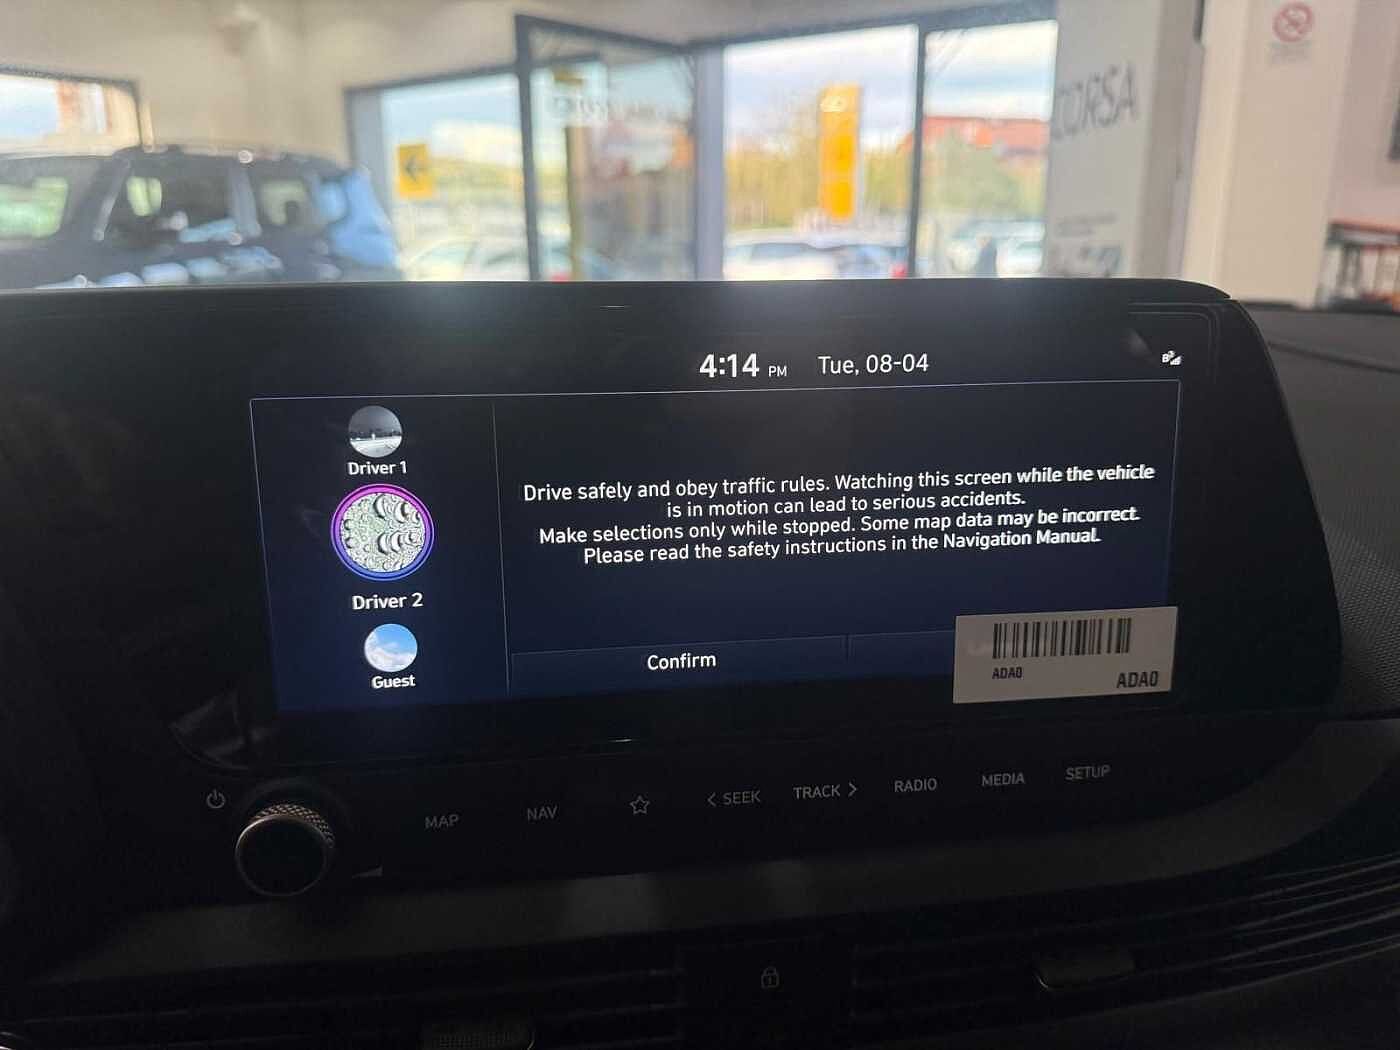 CORSA
4:14 PM Tue, 08-04
Driver 1
Driver 2
Guest
Drive safely and obey traffic rules. Watching this screen while the vehicle
is in motion can lead to serious accidents.
Make selections only while stopped. Some map data may be incorrect.
Please read the safety instructions in the Navigation Manual.
Confirm
ADA0
ADA0
MAP
NAV
SEEK
TRACK
RADIO
MEDIA
SETUP